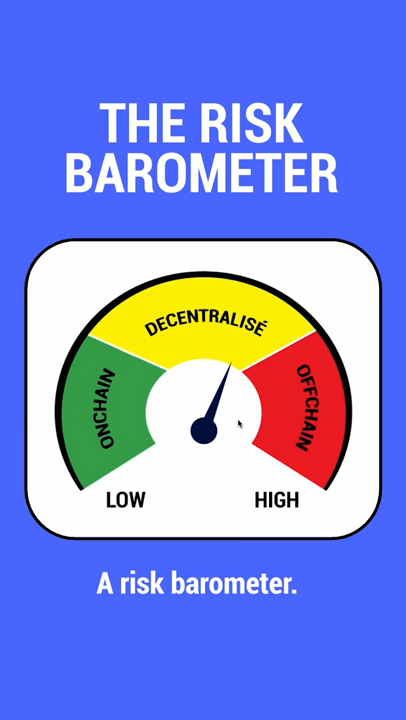 THE RISK
BAROMETER
DECENTRALISÉ
ONCHAIN
OFFCHAIN
LOW
HIGH
A risk barometer.